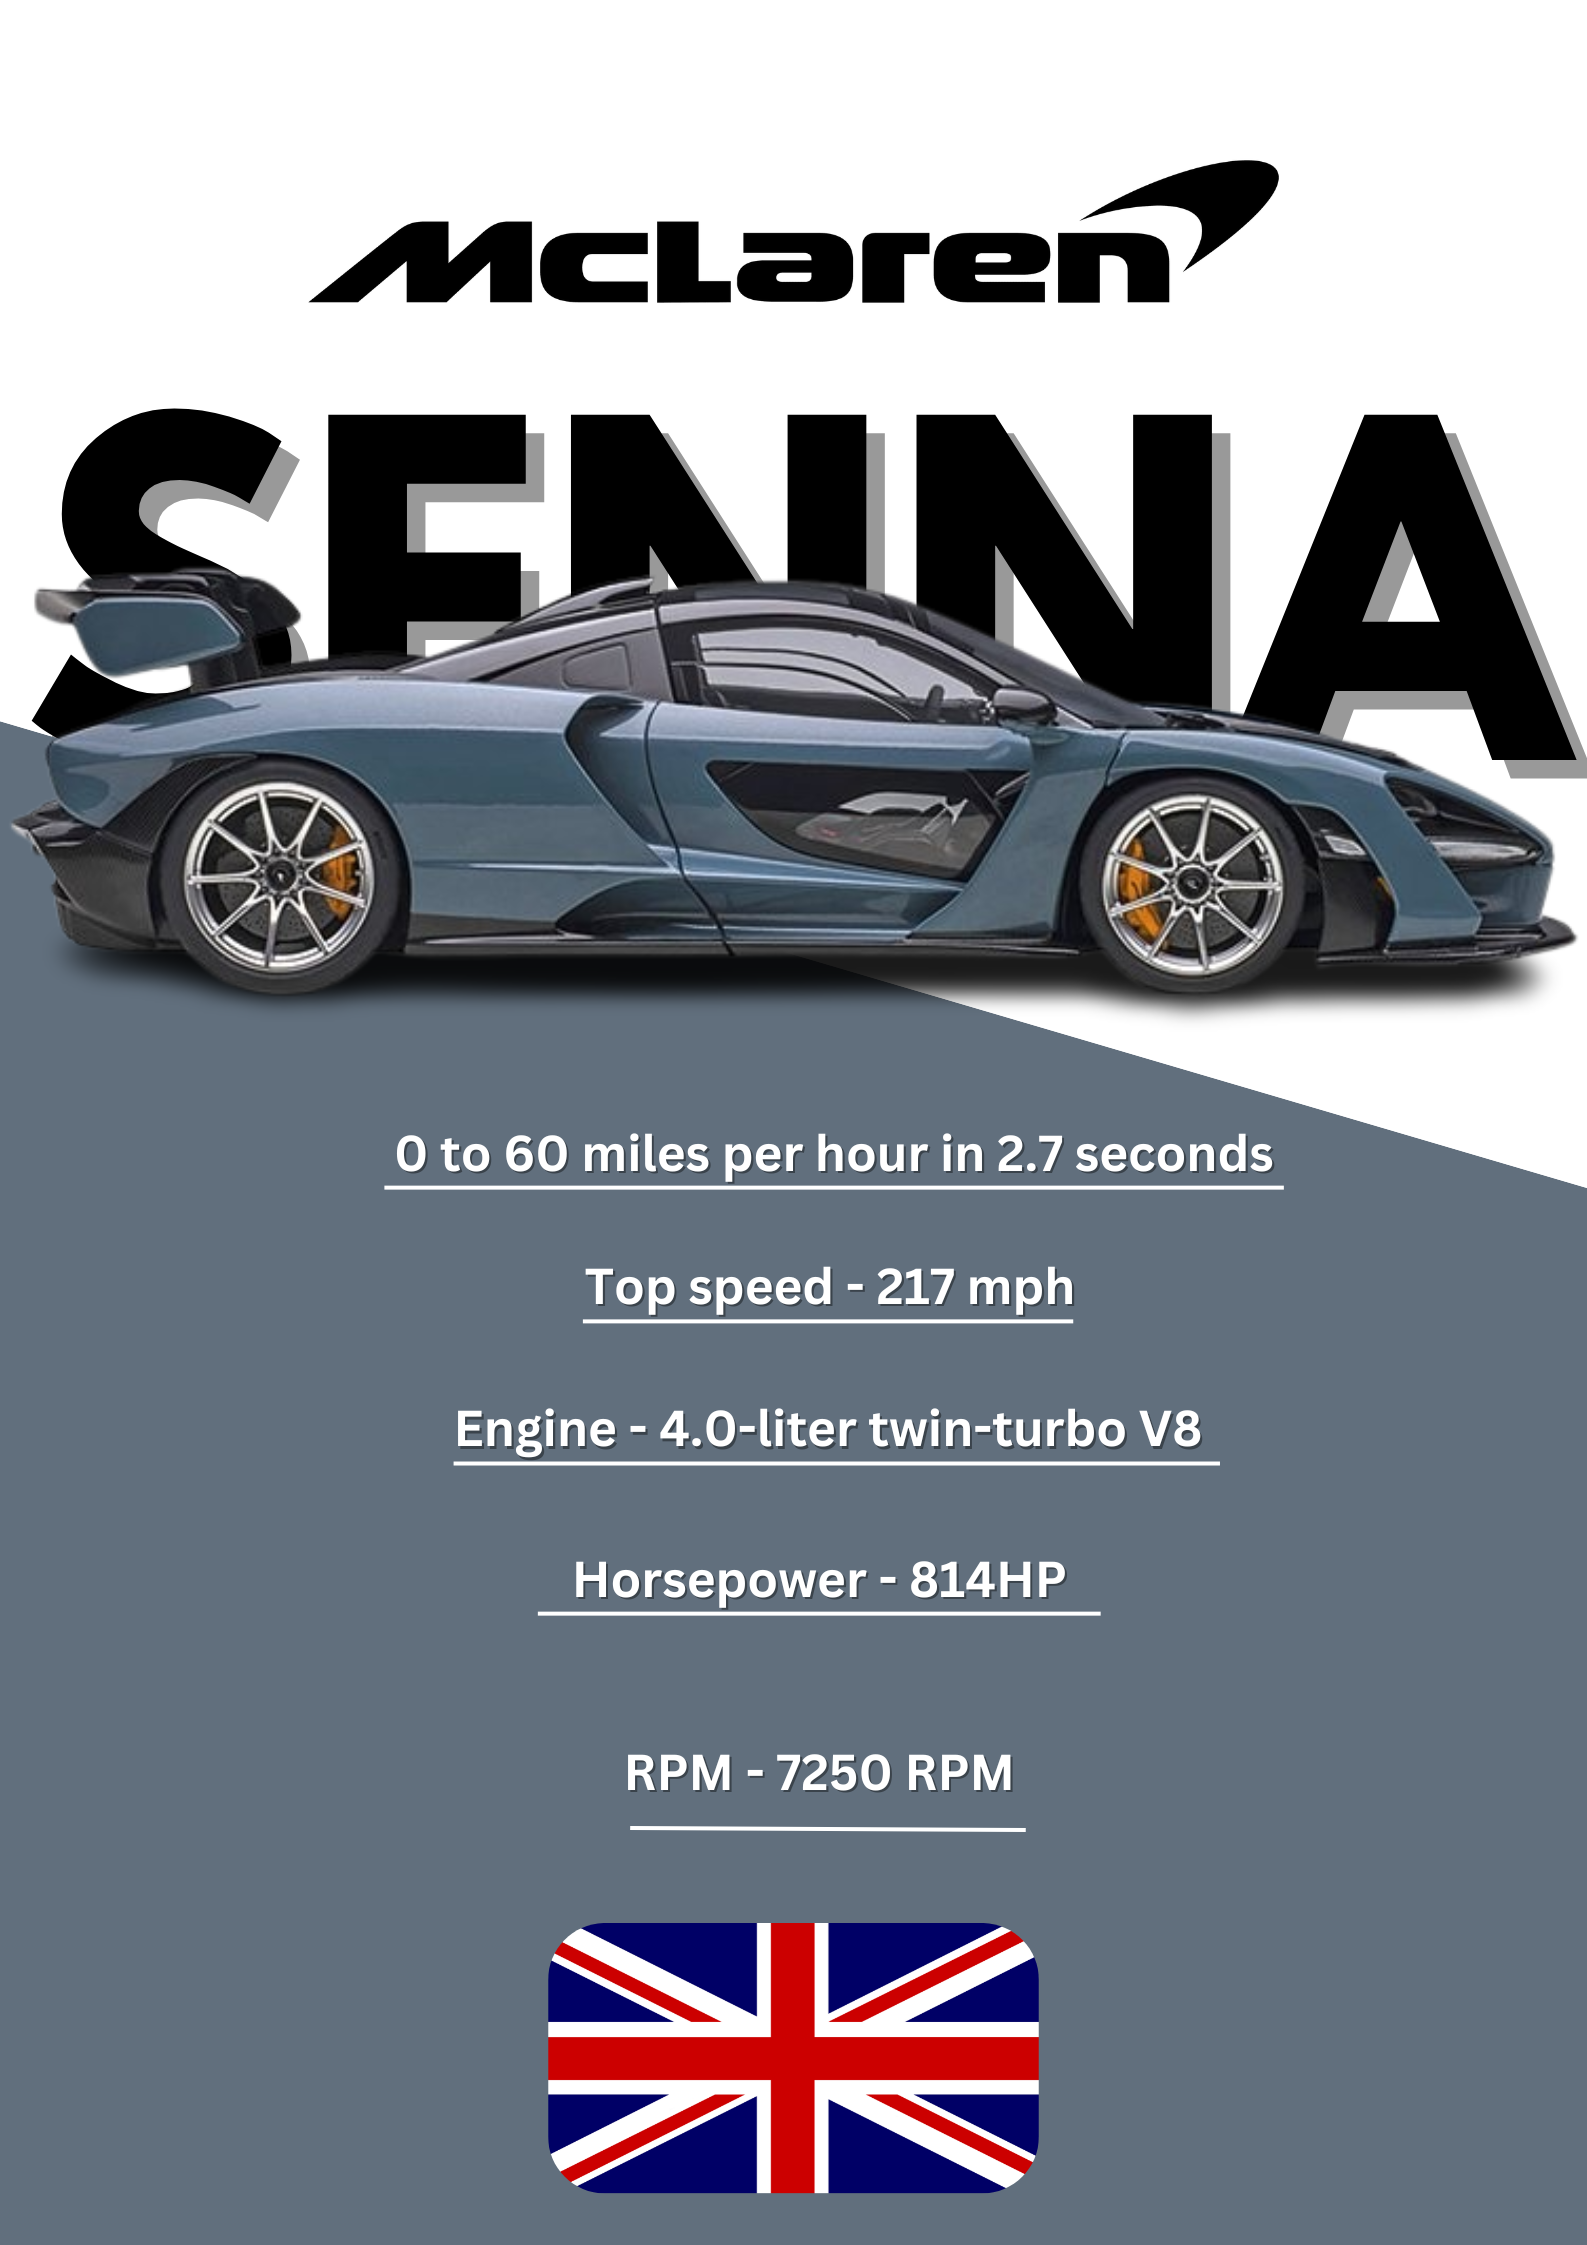 McLaren
SENNA
0 to 60 miles per hour in 2.7 seconds
Top speed - 217 mph
Engine - 4.0-liter twin-turbo V8
Horsepower - 814HP
RPM - 7250 RPM